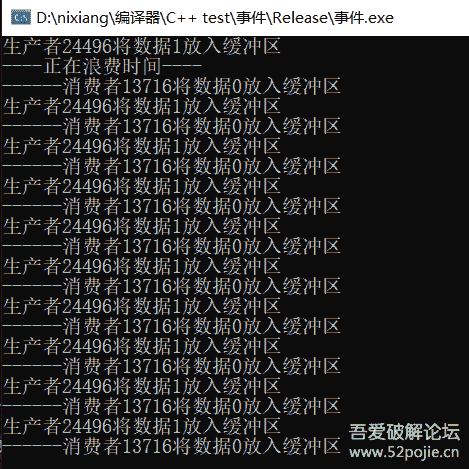 D:\nixiang\编译器\C++ test\事件\Release\事件.exe
生产者24496将数据1放入缓冲区
----正在浪费时间----
------消费者13716将数据0放入缓冲区
生产者24496将数据1放入缓冲区
------消费者13716将数据0放入缓冲区
生产者24496将数据1放入缓冲区
------消费者13716将数据0放入缓冲区
生产者24496将数据1放入缓冲区
------消费者13716将数据0放入缓冲区
生产者24496将数据1放入缓冲区
------消费者13716将数据0放入缓冲区
生产者24496将数据1放入缓冲区
------消费者13716将数据0放入缓冲区
生产者24496将数据1放入缓冲区
------消费者13716将数据0放入缓冲区
生产者24496将数据1放入缓冲区
------消费者13716将数据0放入缓冲区
生产者24496将数据1放入缓冲区
------消费者13716将数据0放入缓冲区
生产者24496将数据1放入缓冲区
------消费者13716将数据0放入缓冲区
吾爱破解论坛
www.52pojie.cn